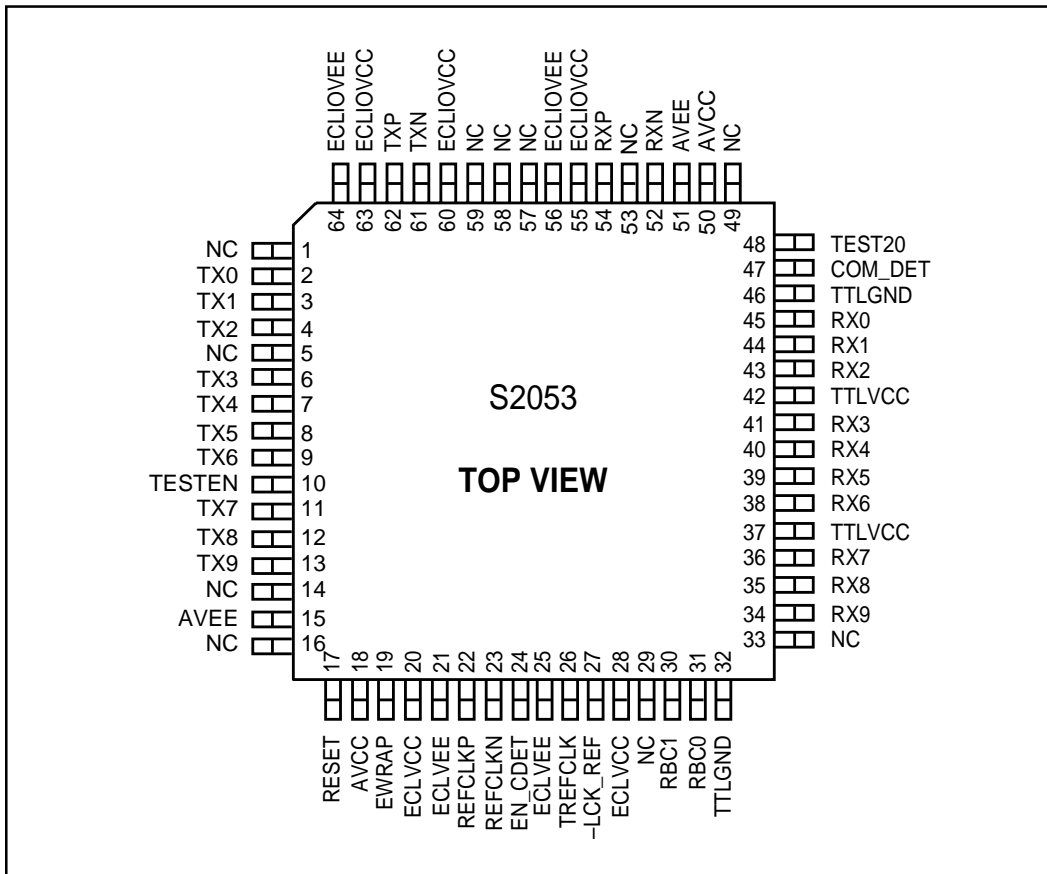 ECLIOVEE
ECLIOVCC
TXP
TXN
ECLIOVCC
NC
NC
NC
ECLIOVEE
ECLIOVCC
RXP
NC
RXN
AVEE
AVCC
NC
64
63
62
61
60
59
58
57
56
55
54
53
52
51
50
49
NC 1
TX0 2
TX1 3
TX2 4
NC 5
TX3 6
TX4 7
TX5 8
TX6 9
TESTEN 10
TX7 11
TX8 12
TX9 13
NC 14
AVEE 15
NC 16
S2053
TOP VIEW
48 TEST20
47 COM_DET
46 TTLGND
45 RX0
44 RX1
43 RX2
42 TTLVCC
41 RX3
40 RX4
39 RX5
38 RX6
37 TTLVCC
36 RX7
35 RX8
34 RX9
33 NC
17
18
19
20
21
22
23
24
25
26
27
28
29
30
31
32
RESET
AVCC
EWRAP
ECLVCC
ECLVEE
REFCLKP
REFCLKN
EN_CDET
ECLVEE
TREFCLK
–LCK_REF
ECLVCC
NC
RBC1
RBC0
TTLGND